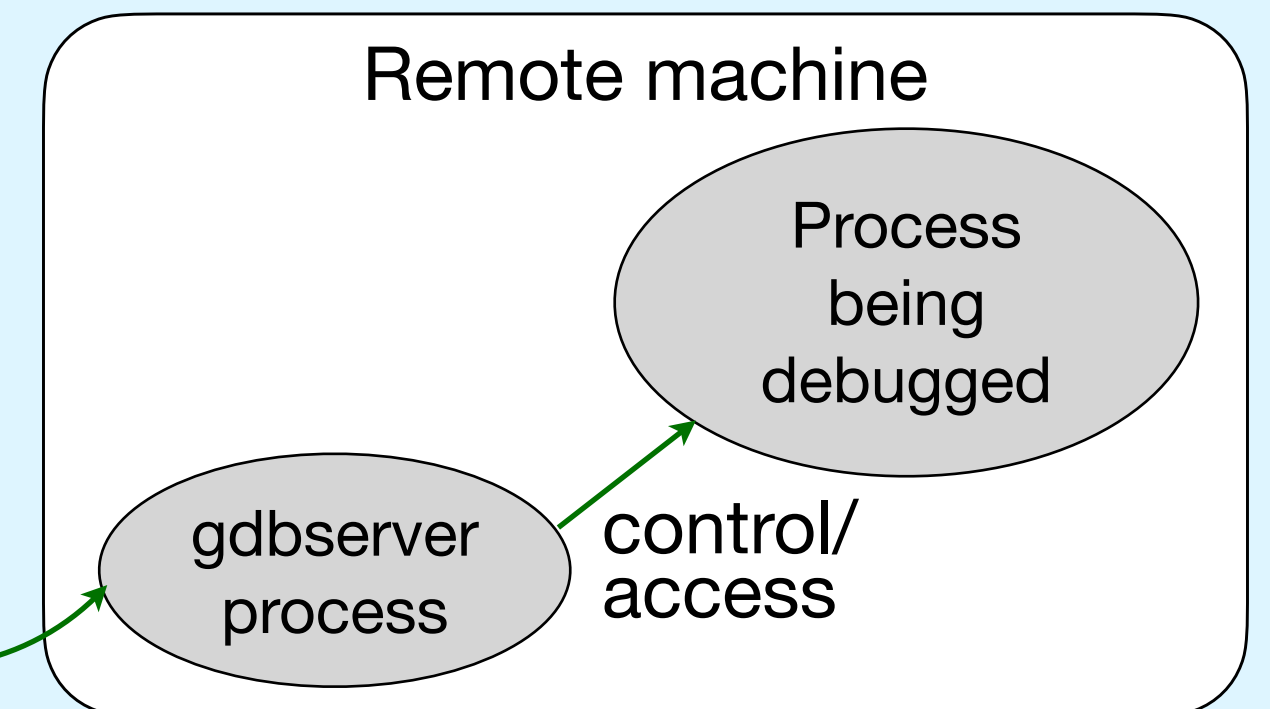 Remote machine
Process
being
debugged
gdbserver
process
control/
access